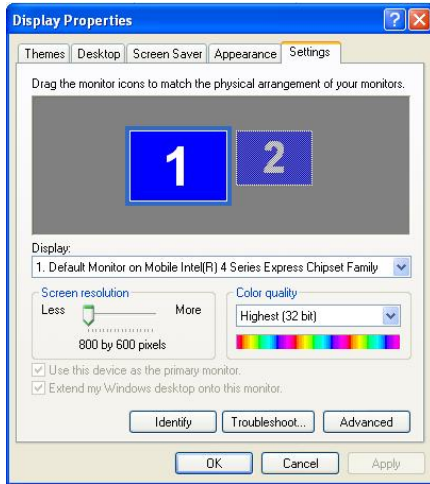 Display Properties
Themes Desktop Screen Saver Appearance Settings
Drag the monitor icons to match the physical arrangement of your monitors.
1 2
Display:
1. Default Monitor on Mobile Intel(R) 4 Series Express Chipset Family
Screen resolution
Less More
800 by 600 pixels
Color quality
Highest (32 bit)
Use this device as the primary monitor.
Extend my Windows desktop onto this monitor.
Identify Troubleshoot... Advanced
OK Cancel Apply